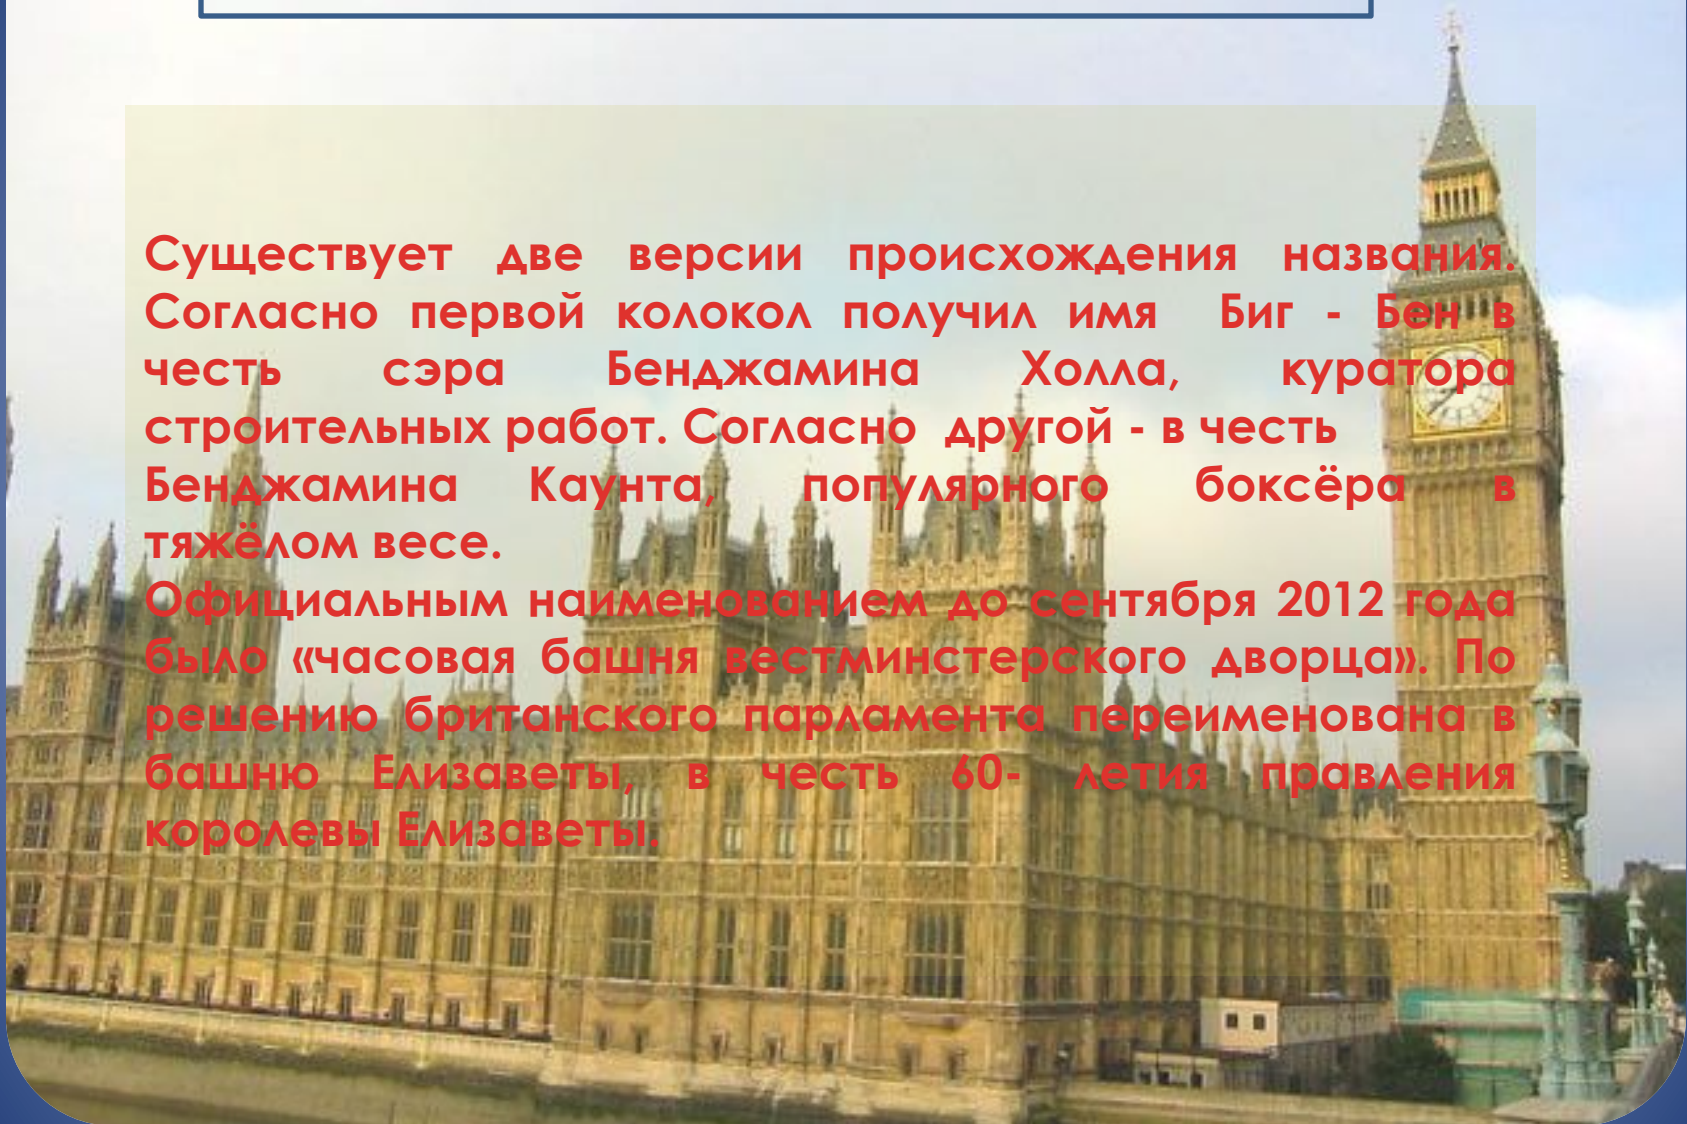 Существует две версии происхождения названия.
Согласно первой колокол получил имя Биг - Бен в
честь сэра Бенджамина Холла, куратора
строительных работ. Согласно другой - в честь
Бенджамина Каунта, популярного боксёра в
тяжёлом весе.
Официальным наименованием до сентября 2012 года
было «часовая башня вестминстерского дворца». По
решению британского парламента переименована в
башню Елизаветы, в честь 60- летия правления
королевы Елизаветы.